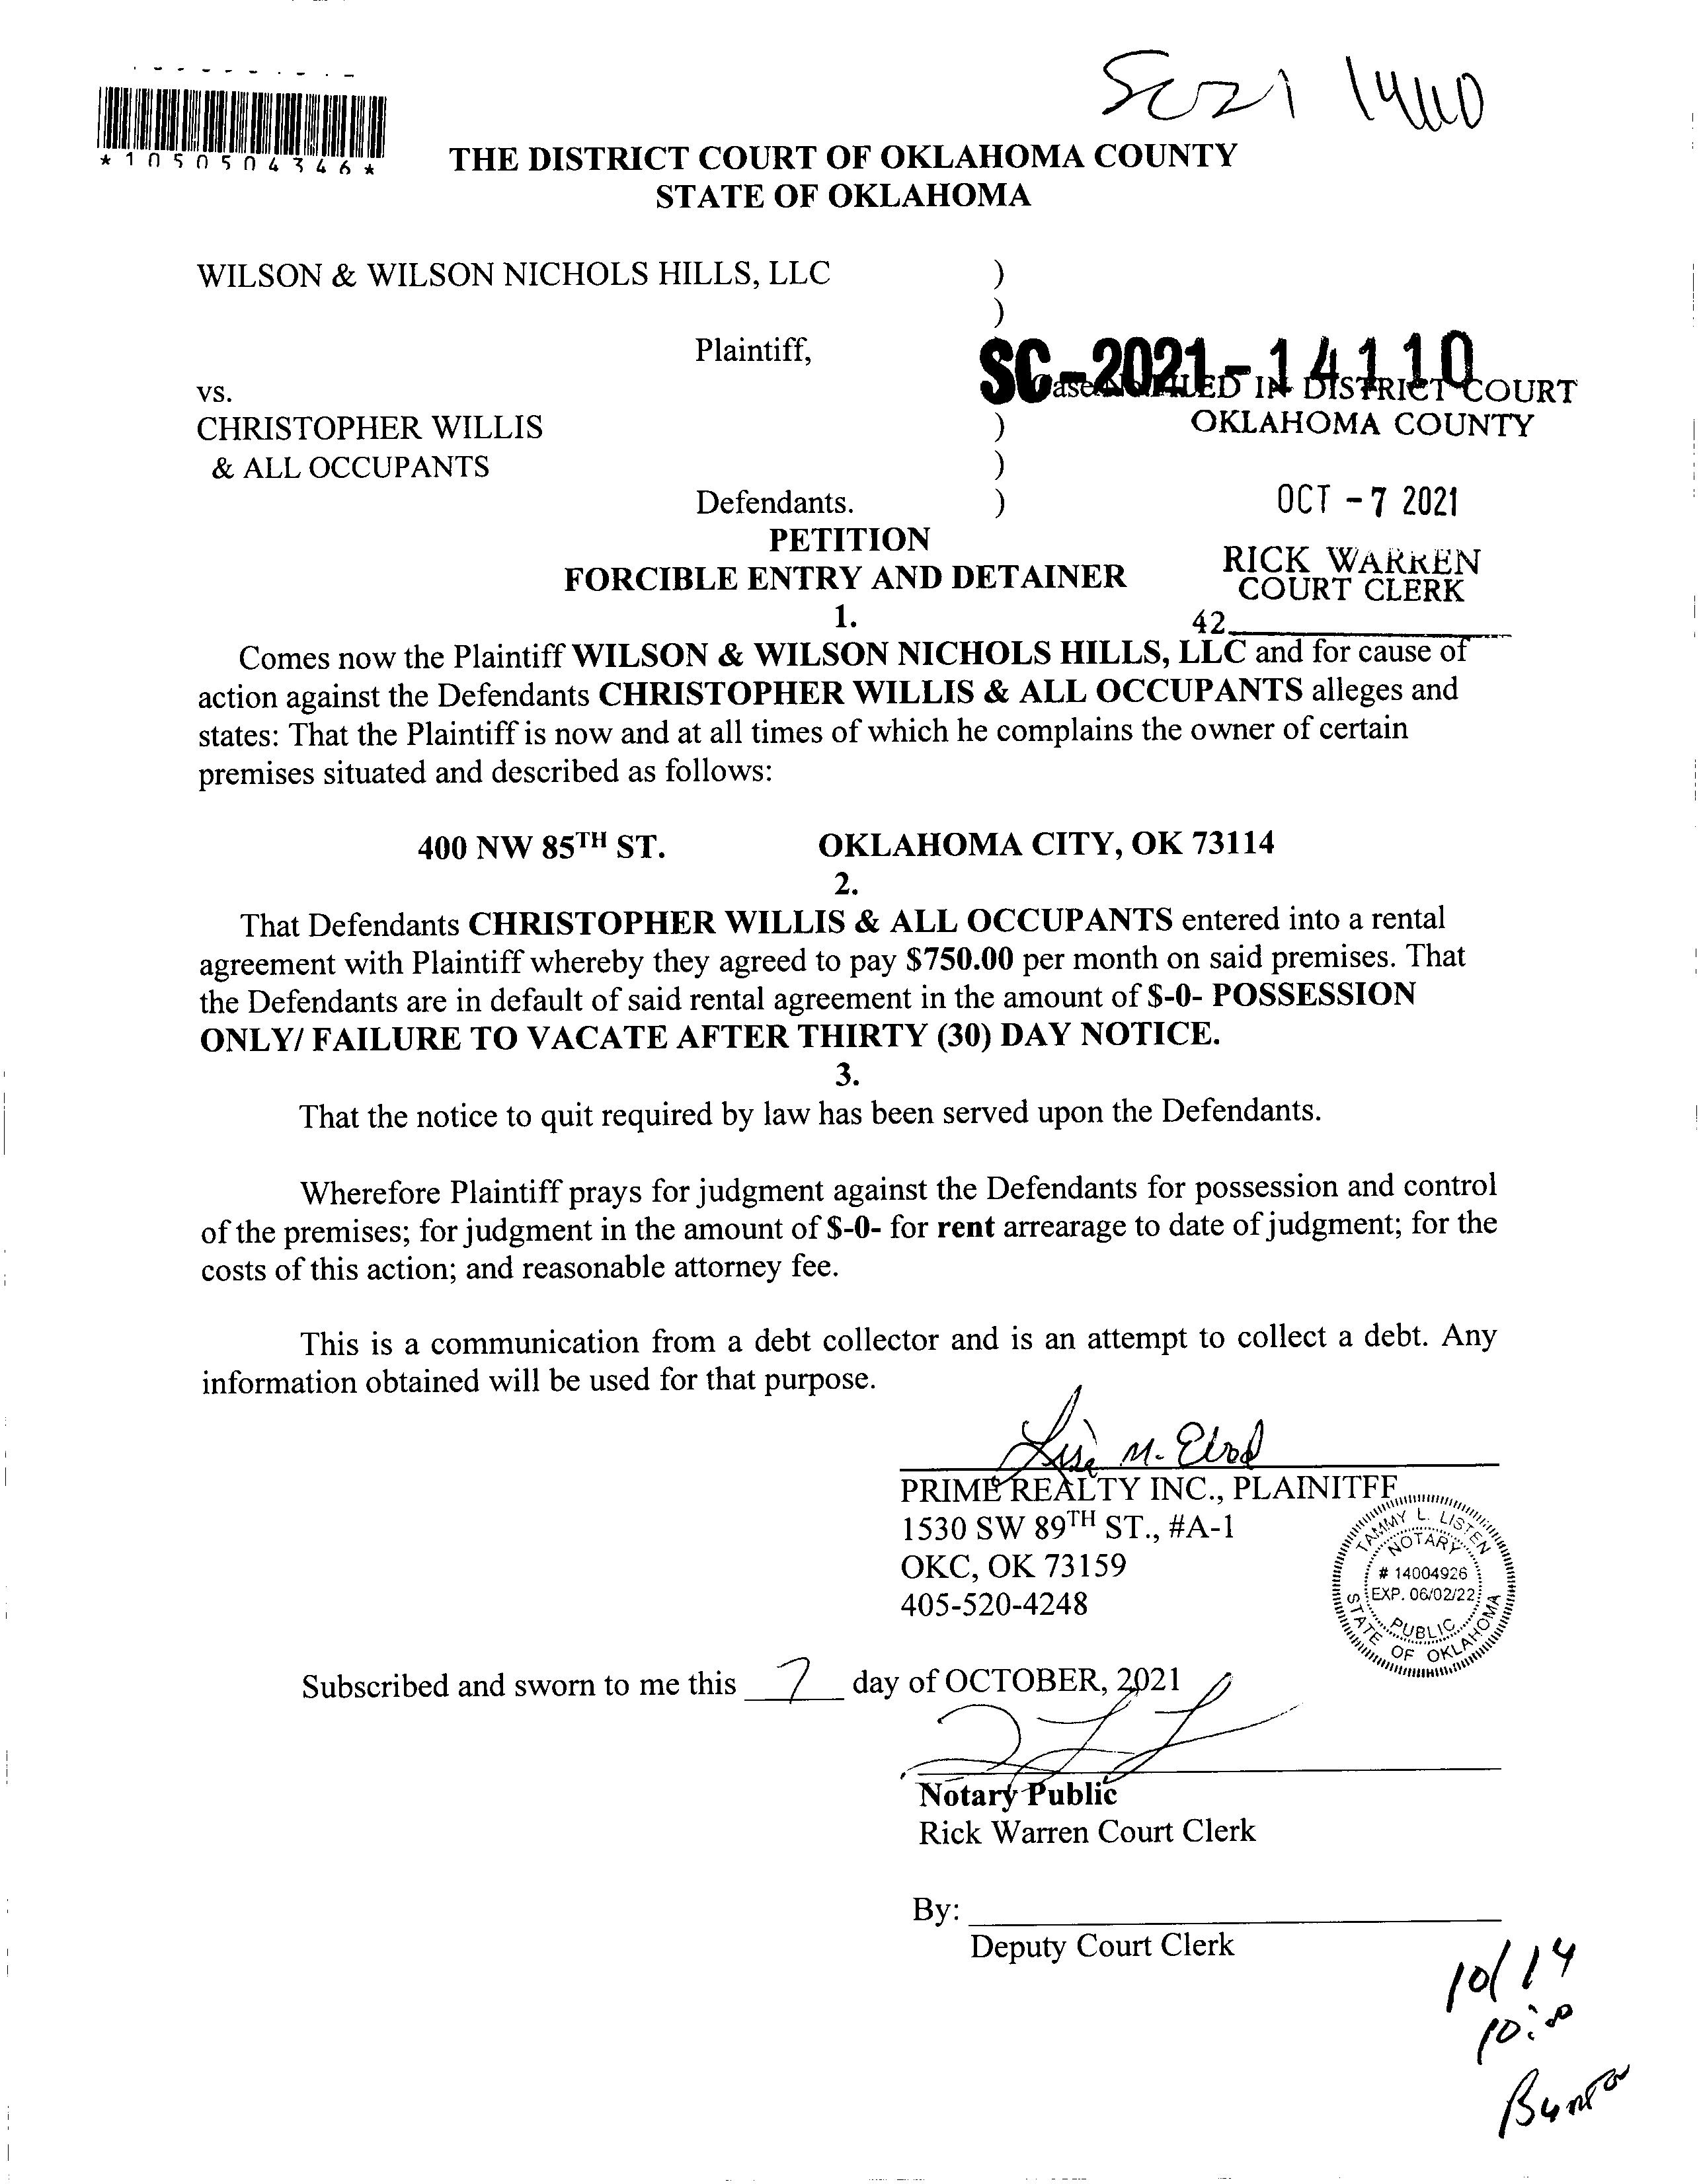 SC21 14110
*1050504346*
THE DISTRICT COURT OF OKLAHOMA COUNTY
STATE OF OKLAHOMA
WILSON & WILSON NICHOLS HILLS, LLC )
)
Plaintiff,
SC-2021-14110
vs.
Case No FILED IN DISTRICT COURT
CHRISTOPHER WILLIS )
OKLAHOMA COUNTY
& ALL OCCUPANTS )
Defendants. )
OCT -7 2021
PETITION
RICK WARREN
FORCIBLE ENTRY AND DETAINER
COURT CLERK
1.
42
Comes now the Plaintiff WILSON & WILSON NICHOLS HILLS, LLC and for cause of
action against the Defendants CHRISTOPHER WILLIS & ALL OCCUPANTS alleges and
states: That the Plaintiff is now and at all times of which he complains the owner of certain
premises situated and described as follows:
400 NW 85TH ST. OKLAHOMA CITY, OK 73114
2.
That Defendants CHRISTOPHER WILLIS & ALL OCCUPANTS entered into a rental
agreement with Plaintiff whereby they agreed to pay $750.00 per month on said premises. That
the Defendants are in default of said rental agreement in the amount of $-0- POSSESSION
ONLY/ FAILURE TO VACATE AFTER THIRTY (30) DAY NOTICE.
3.
That the notice to quit required by law has been served upon the Defendants.
Wherefore Plaintiff prays for judgment against the Defendants for possession and control
of the premises; for judgment in the amount of $-0- for rent arrearage to date of judgment; for the
costs of this action; and reasonable attorney fee.
This is a communication from a debt collector and is an attempt to collect a debt. Any
information obtained will be used for that purpose.
Lisa M. Elrod
PRIME REALTY INC., PLAINITFF
1530 SW 89TH ST., #A-1
OKC, OK 73159
405-520-4248
TAMMY L. LISTEN
NOTARY
# 14004926
EXP. 06/02/22
PUBLIC
STATE OF OKLAHOMA
Subscribed and sworn to me this 7 day of OCTOBER, 2021
Notary Public
Rick Warren Court Clerk
By:
Deputy Court Clerk
10/14
10:00